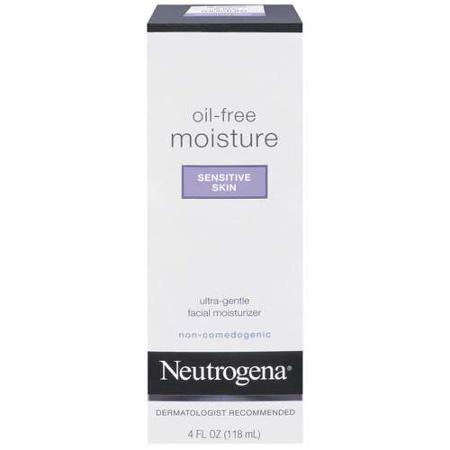 oil-free
moisture
SENSITIVE
SKIN
ultra-gentle
facial moisturizer
non-comedogenic
Neutrogena®
DERMATOLOGIST RECOMMENDED
4 FL OZ (118 mL)